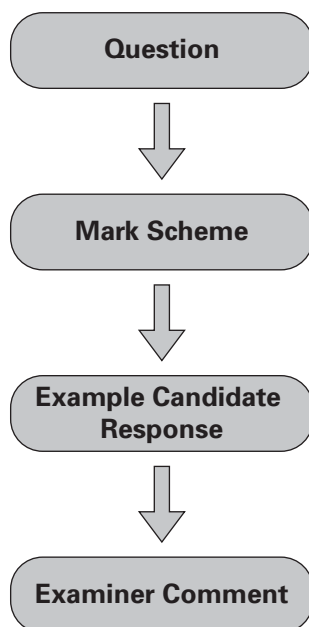 Question
Mark Scheme
Example Candidate
Response
Examiner Comment